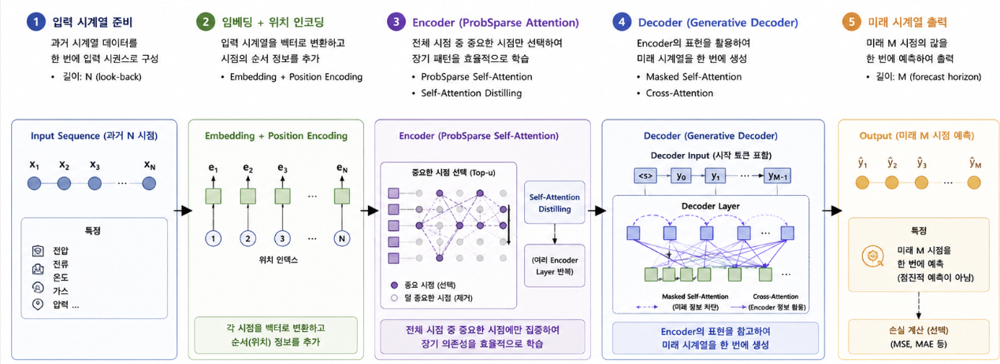 1 입력 시계열 준비
과거 시계열 데이터를
한 번에 입력 시퀀스로 구성
• 길이: N (look-back)
2 임베딩 + 위치 인코딩
입력 시계열을 벡터로 변환하고
시점의 순서 정보를 추가
• Embedding + Position Encoding
3 Encoder (ProbSparse Attention)
전체 시점 중 중요한 시점만 선택하여
장기 패턴을 효율적으로 학습
• ProbSparse Self-Attention
• Self-Attention Distilling
4 Decoder (Generative Decoder)
Encoder의 표현을 활용하여
미래 시계열을 한 번에 생성
• Masked Self-Attention
• Cross-Attention
5 미래 시계열 출력
미래 M 시점의 값을
한 번에 예측하여 출력
• 길이: M (forecast horizon)
Input Sequence (과거 N 시점)
x1 x2 x3 ... xN
특정
전압
전류
온도
가스
압력 ...
Embedding + Position Encoding
e1 e2 e3 eN
...
1 2 3 ... N
위치 인덱스
각 시점을 벡터로 변환하고
순서(위치) 정보를 추가
Encoder (ProbSparse Self-Attention)
중요한 시점 선택 (Top-u)
중요 시점 (선택)
덜 중요한 시점 (제거)
Self-Attention
Distilling
(여러 Encoder
Layer 반복)
전체 시점 중 중요한 시점에만 집중하여
장기 의존성을 효율적으로 학습
Decoder (Generative Decoder)
Decoder Input (시작 토큰 포함)
<s> y0 y1 ... yM-1
Decoder Layer
...
...
Masked Self-Attention
(미래 정보 차단)
Cross-Attention
(Encoder 정보 활용)
Encoder의 표현을 참고하여
미래 시계열을 한 번에 생성
Output (미래 M 시점 예측)
ŷ1 ŷ2 ŷ3 ... ŷM
특정
미래 M 시점을
한 번에 예측
(점진적 예측이 아님)
손실 계산 (선택)
(MSE, MAE 등)